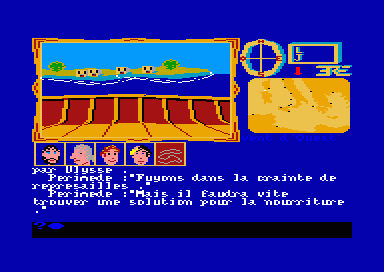 par Ulysse .
Perimede :"Fuyons dans la crainte de
represailles ."
Perimede :"Mais il faudra vite
trouver une solution pour la nourriture
."